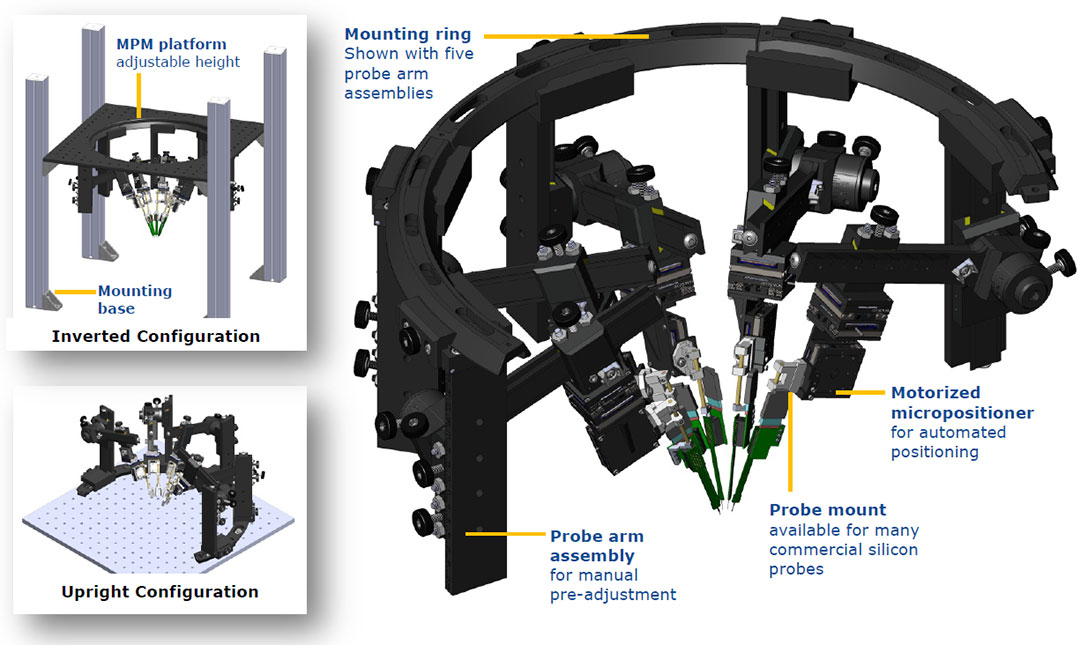 MPM platform
adjustable height
Mounting
base
Inverted Configuration
Upright Configuration
Mounting ring
Shown with five
probe arm
assemblies
Motorized
micropositioner
for automated
positioning
Probe mount
available for many
commercial silicon
probes
Probe arm
assembly
for manual
pre-adjustment